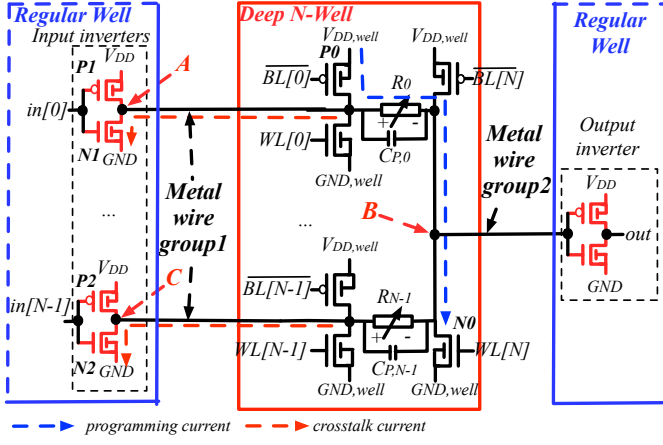 Regular Well
Deep N-Well
Regular
Well
Input inverters
P1
VDD
A
in[0]
N1
GND
...
Metal
wire
group1
P2
VDD
C
in[N-1]
N2
GND
P0
VDD,well
VDD,well
BL[0]
R0
BL[N]
+
-
WL[0]
CP,0
GND,well
...
B
VDD,well
BL[N-1]
RN-1
N0
+
-
WL[N-1]
CP,N-1
WL[N]
GND,well
GND,well
Metal
wire
group2
Output
inverter
VDD
out
GND
programming current
crosstalk current